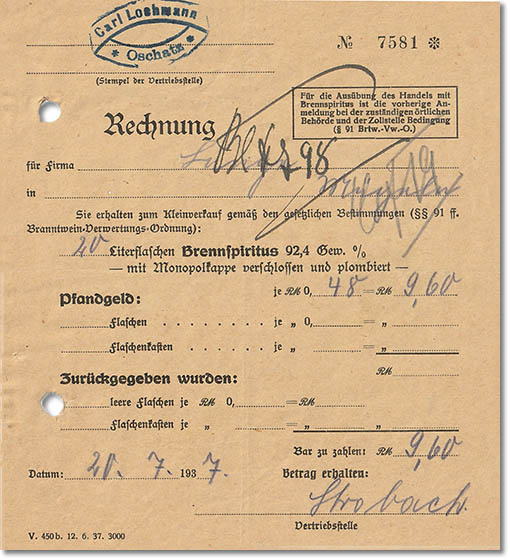 Carl Loehmann
* Oschatz *
№ 7581 *
(Stempel der Vertriebsstelle)
Für die Ausübung des Handels mit
Brennspiritus ist die vorherige An-
meldung bei der zuständigen örtlichen
Behörde und der Zollstelle Bedingung
(§ 91 Brtw.-Vw.-O.)
Rechnung
für Firma
in
Sie erhalten zum Kleinverkauf gemäß den gesetzlichen Bestimmungen (§§ 91 ff.
Branntwein-Verwertungs-Ordnung):
20 Literflaschen Brennspiritus 92,4 Gew. %
— mit Monopolkappe verschlossen und plombiert —
je RM 0, 48 = RM 9,60
Pfandgeld:
Flaschen je „ 0, = „
Flaschenkasten je „ = „
RM
Zurückgegeben wurden:
leere Flaschen je RM 0, = RM
Flaschenkasten je „ = „
Bar zu zahlen: RM 9,60
Datum: 20. 7. 1937.
Betrag erhalten:
Strobach.
Vertriebsstelle
V. 450b. 12. 6. 37. 3000